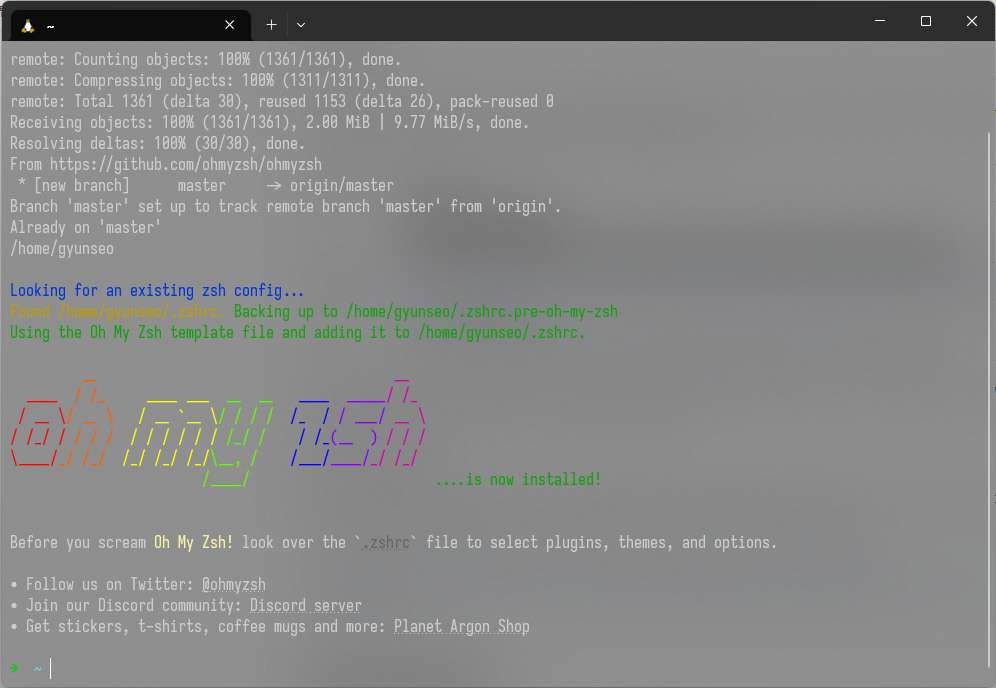 ~
remote: Counting objects: 100% (1361/1361), done.
remote: Compressing objects: 100% (1311/1311), done.
remote: Total 1361 (delta 30), reused 1153 (delta 26), pack-reused 0
Receiving objects: 100% (1361/1361), 2.00 MiB | 9.77 MiB/s, done.
Resolving deltas: 100% (30/30), done.
From https://github.com/ohmyzsh/ohmyzsh
 * [new branch]      master     -> origin/master
Branch 'master' set up to track remote branch 'master' from 'origin'.
Already on 'master'
/home/gyunseo
Looking for an existing zsh config...
Found /home/gyunseo/.zshrc. Backing up to /home/gyunseo/.zshrc.pre-oh-my-zsh
Using the Oh My Zsh template file and adding it to /home/gyunseo/.zshrc.
oh my zsh
....is now installed!
Before you scream Oh My Zsh! look over the `.zshrc` file to select plugins, themes, and options.
• Follow us on Twitter: @ohmyzsh
• Join our Discord community: Discord server
• Get stickers, t-shirts, coffee mugs and more: Planet Argon Shop
➜  ~